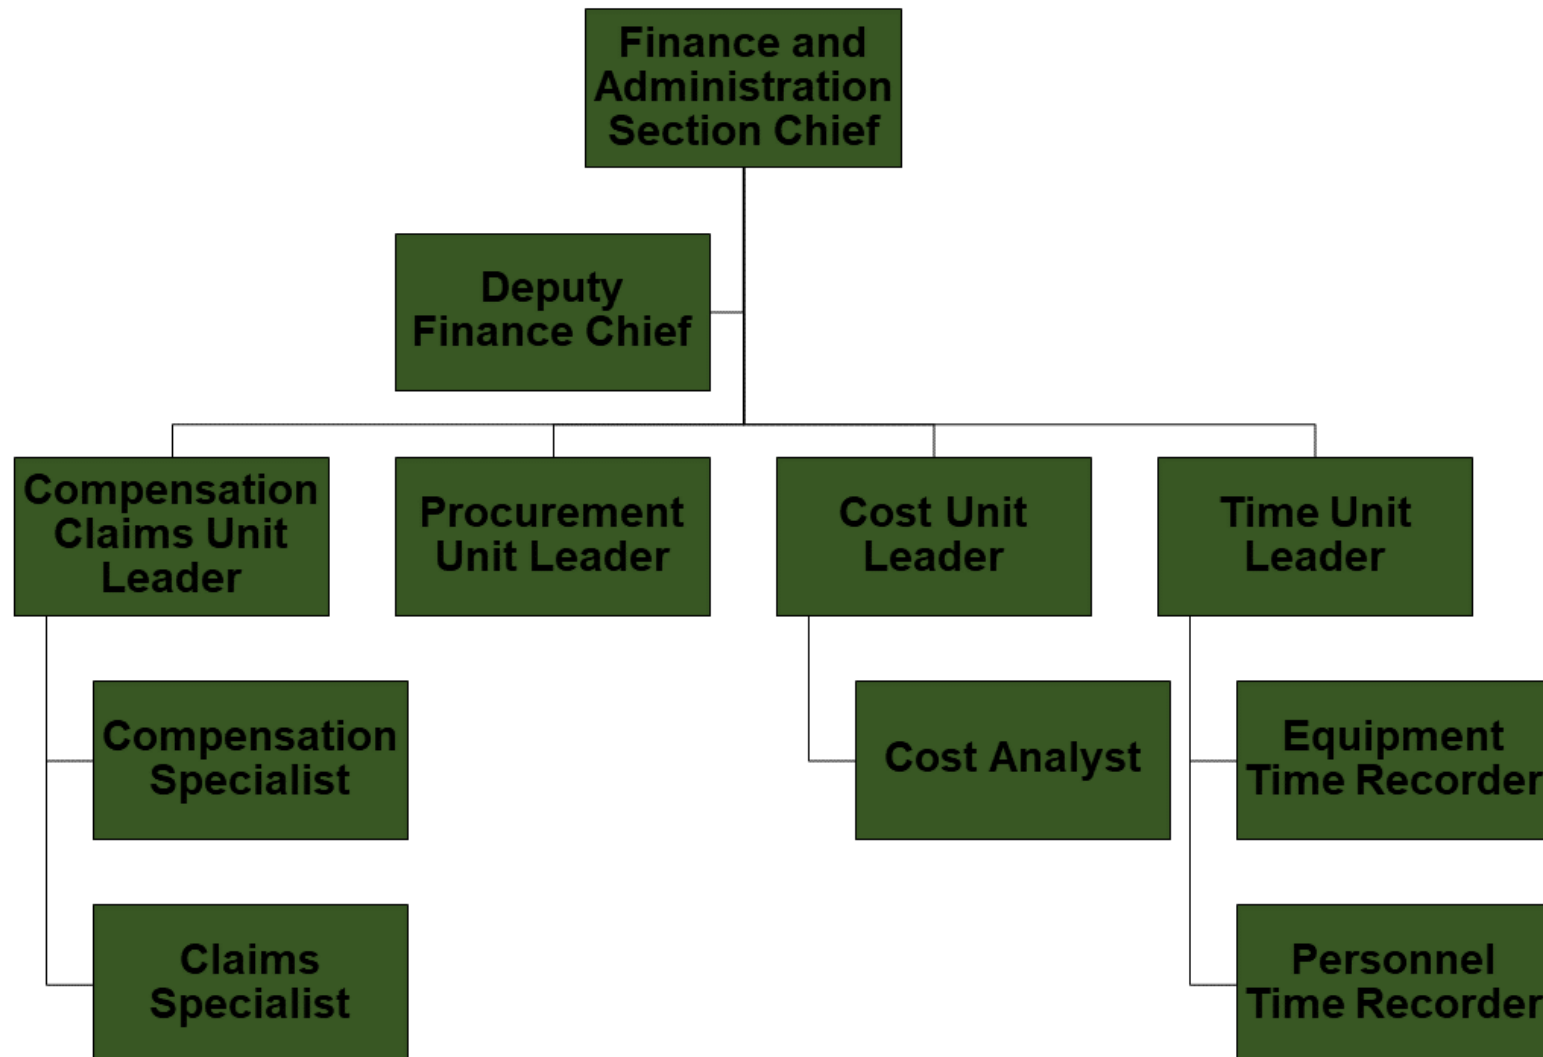 Finance and
Administration
Section Chief
Deputy
Finance Chief
Compensation
Claims Unit
Leader
Procurement
Unit Leader
Cost Unit
Leader
Time Unit
Leader
Compensation
Specialist
Cost Analyst
Equipment
Time Recorder
Claims
Specialist
Personnel
Time Recorder